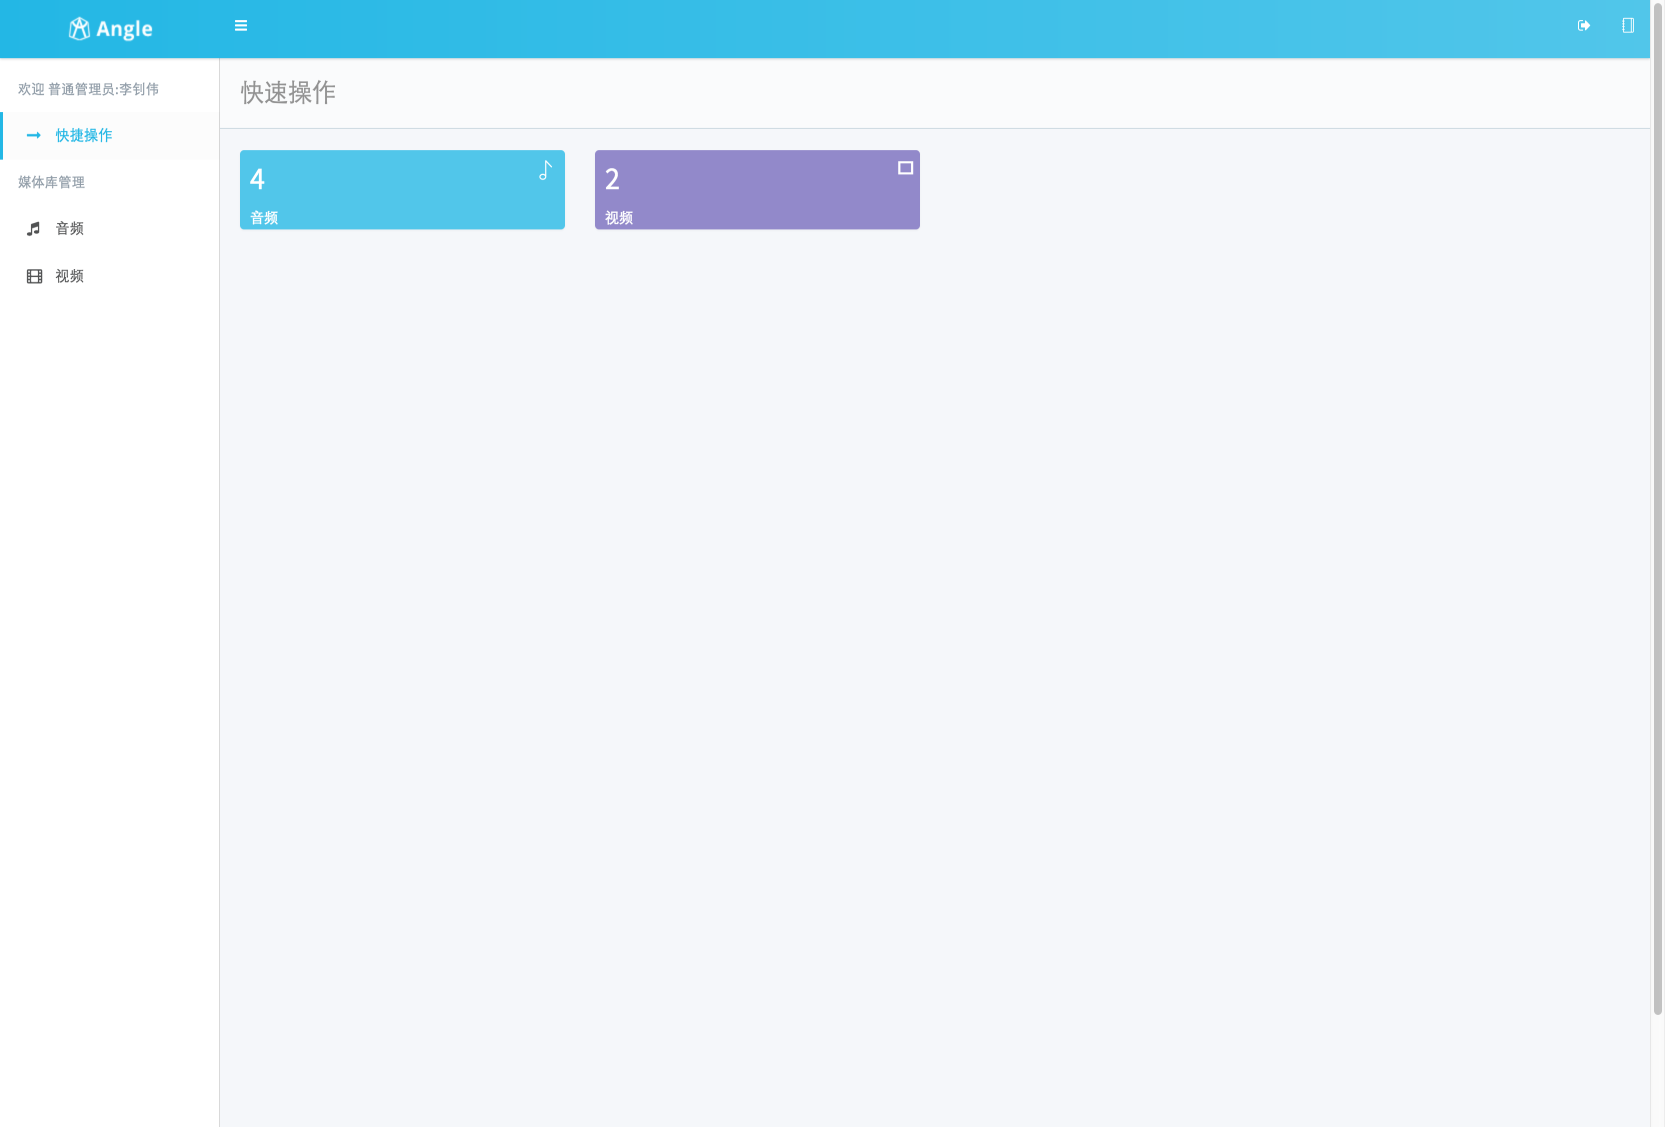 Angle
欢迎 普通管理员:李钊伟
快捷操作
媒体库管理
音频
视频
快速操作
4
音频
2
视频